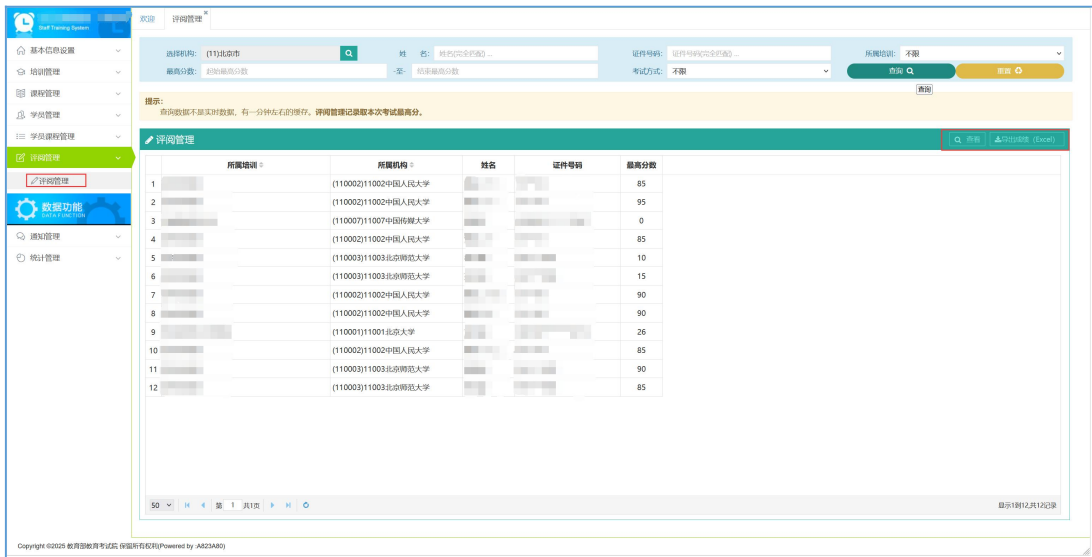 Staff Training System
欢迎 评阅管理 ×
基本信息设置
培训管理
课程管理
学员管理
学员课程管理
评阅管理
评阅管理
数据功能
DATA FUNCTION
通知管理
统计管理
选择机构: (11)北京市 姓 名: 姓名(完全匹配) ... 证件号码: 证件号码(完全匹配) ... 所属培训: 不限
最高分数: 起始最高分数 -至- 结束最高分数 考试方式: 不限 查询 重置
查询
提示:
查询数据不是实时数据，有一分钟左右的缓存。评阅管理记录取本次考试最高分。
评阅管理 查看 导出成绩 (Excel)
所属培训 所属机构 姓名 证件号码 最高分数
1 (110002)11002中国人民大学 85
2 (110002)11002中国人民大学 95
3 (110007)11007中国传媒大学 0
4 (110002)11002中国人民大学 85
5 (110003)11003北京师范大学 10
6 (110003)11003北京师范大学 15
7 (110002)11002中国人民大学 90
8 (110002)11002中国人民大学 90
9 (110001)11001北京大学 26
10 (110002)11002中国人民大学 85
11 (110003)11003北京师范大学 90
12 (110003)11003北京师范大学 85
50 第 1 共1页 显示1到12,共12记录
Copyright ©2025 教育部教育考试院 保留所有权利(Powered by :A823A80)